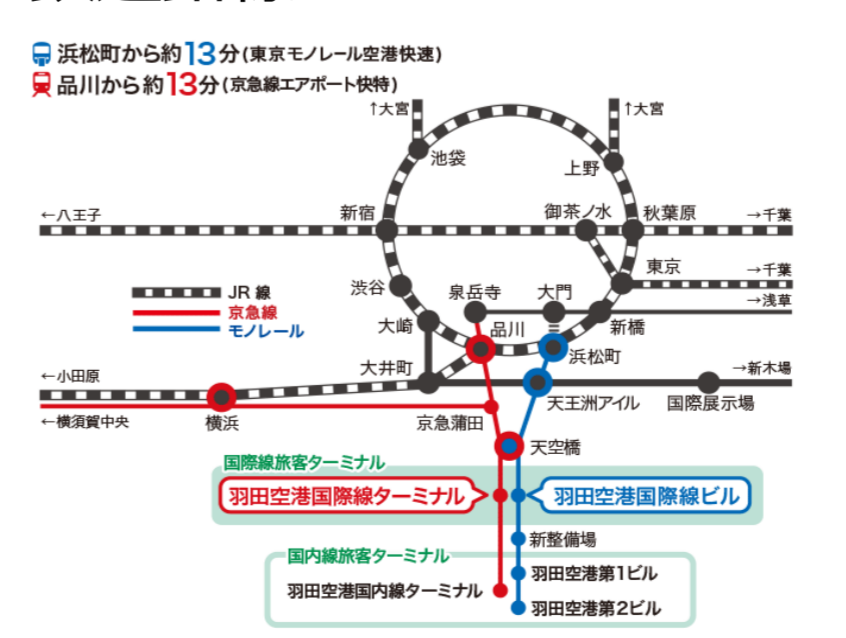 浜松町から約13分(東京モノレール空港快速)
品川から約13分(京急線エアポート快特)
↑大宮
↑大宮
池袋
上野
←八王子
新宿
御茶ノ水
秋葉原
→千葉
渋谷
東京
→千葉
JR 線
京急線
モノレール
泉岳寺
大門
→浅草
大崎
品川
新橋
浜松町
大井町
→新木場
←小田原
天王洲アイル
国際展示場
←横須賀中央
横浜
京急蒲田
天空橋
国際線旅客ターミナル
羽田空港国際線ターミナル
羽田空港国際線ビル
新整備場
国内線旅客ターミナル
羽田空港第1ビル
羽田空港国内線ターミナル
羽田空港第2ビル